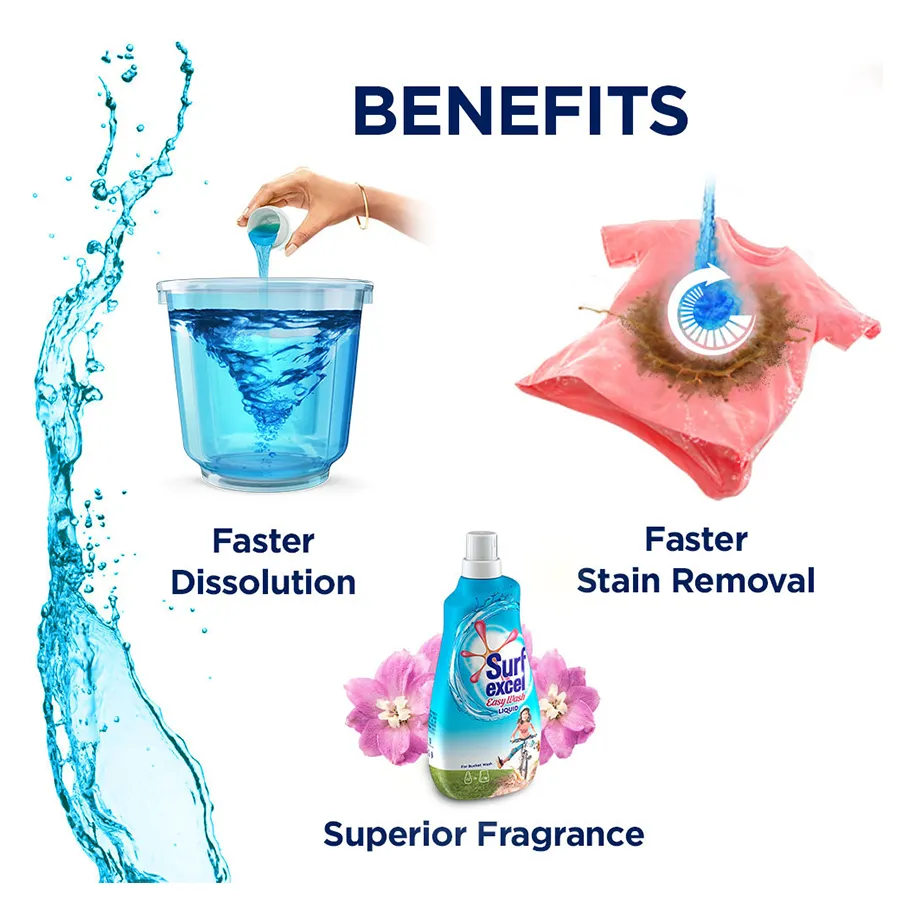 BENEFITS
Faster
Dissolution
Faster
Stain Removal
Surf
excel
Easy Wash
LIQUID
For Bucket Wash
Superior Fragrance